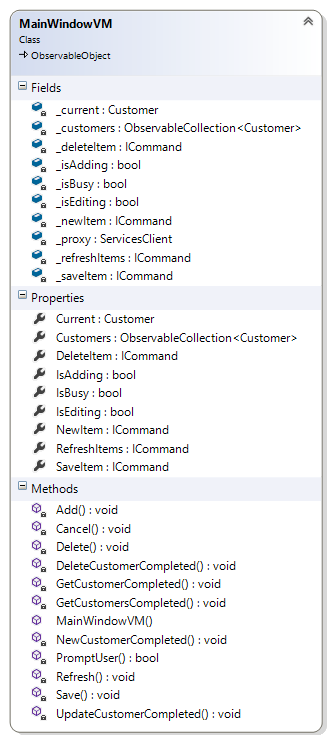 MainWindowVM
Class
ObservableObject
Fields
_current : Customer
_customers : ObservableCollection<Customer>
_deleteItem : ICommand
_isAdding : bool
_isBusy : bool
_isEditing : bool
_newItem : ICommand
_proxy : ServicesClient
_refreshItems : ICommand
_saveItem : ICommand
Properties
Current : Customer
Customers : ObservableCollection<Customer>
DeleteItem : ICommand
IsAdding : bool
IsBusy : bool
IsEditing : bool
NewItem : ICommand
RefreshItems : ICommand
SaveItem : ICommand
Methods
Add() : void
Cancel() : void
Delete() : void
DeleteCustomerCompleted() : void
GetCustomerCompleted() : void
GetCustomersCompleted() : void
MainWindowVM()
NewCustomerCompleted() : void
PromptUser() : bool
Refresh() : void
Save() : void
UpdateCustomerCompleted() : void